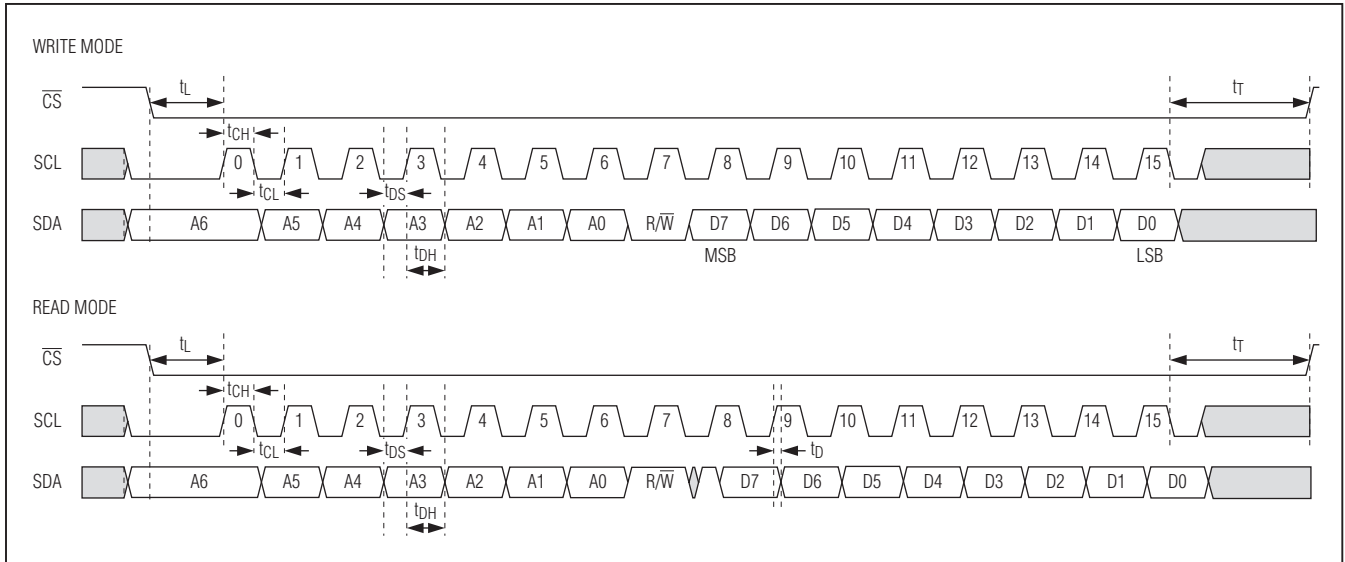 WRITE MODE
CS tL tT
tCH
SCL 0 1 2 3 4 5 6 7 8 9 10 11 12 13 14 15
tCL tDS
SDA A6 A5 A4 A3 A2 A1 A0 R/W D7 D6 D5 D4 D3 D2 D1 D0
tDH MSB LSB
READ MODE
CS tL tT
tCH
SCL 0 1 2 3 4 5 6 7 8 9 10 11 12 13 14 15
tCL tDS tD
SDA A6 A5 A4 A3 A2 A1 A0 R/W D7 D6 D5 D4 D3 D2 D1 D0
tDH